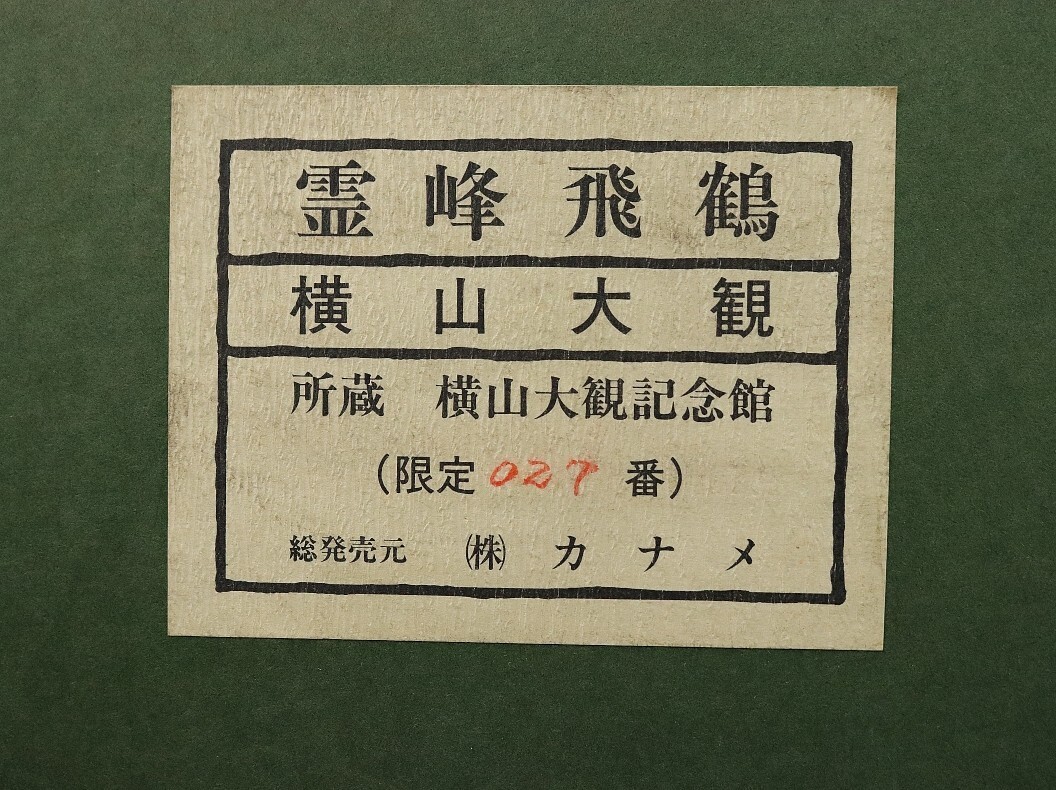 霊峰飛鶴
横山大観
所蔵 横山大観記念館
(限定027番)
総発売元 ㈱ カナメ